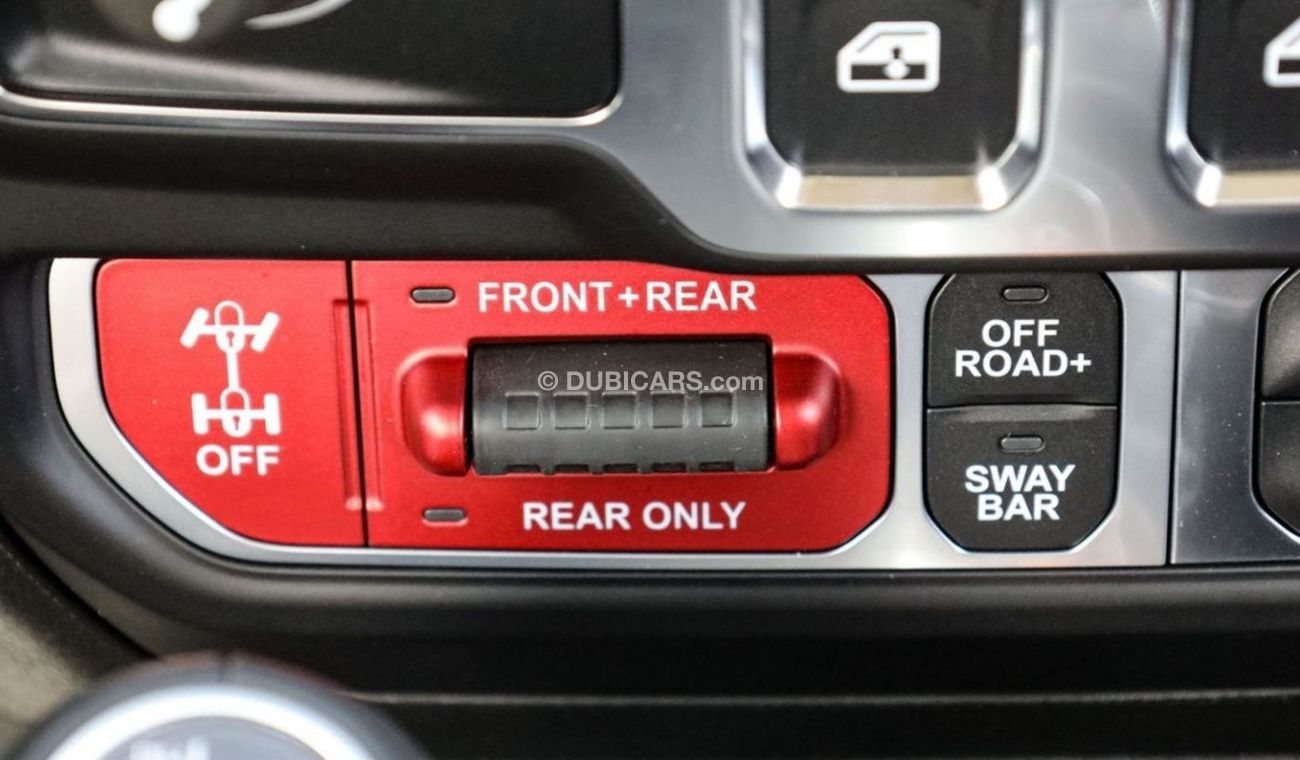 FRONT + REAR
© DUBICARS.com
OFF
REAR ONLY
OFF
ROAD+
SWAY
BAR